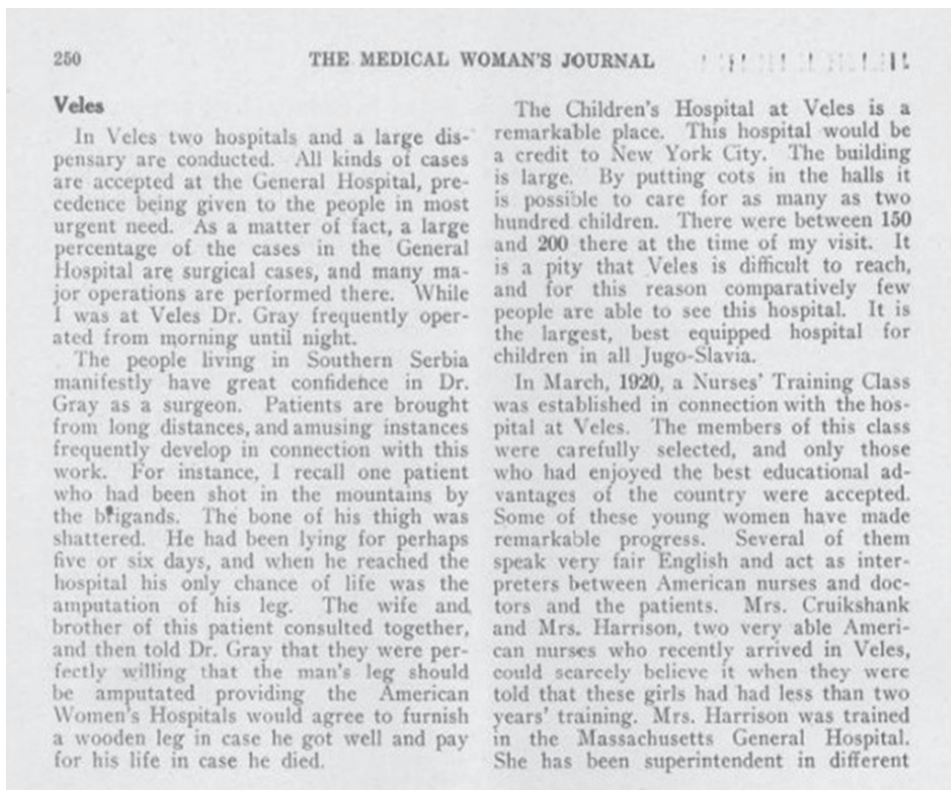 250
THE MEDICAL WOMAN'S JOURNAL
Veles
In Veles two hospitals and a large dis-
pensary are conducted. All kinds of cases
are accepted at the General Hospital, pre-
cedence being given to the people in most
urgent need. As a matter of fact, a large
percentage of the cases in the General
Hospital are surgical cases, and many ma-
jor operations are performed there. While
I was at Veles Dr. Gray frequently oper-
ated from morning until night.
The people living in Southern Serbia
manifestly have great confidence in Dr.
Gray as a surgeon. Patients are brought
from long distances, and amusing instances
frequently develop in connection with this
work. For instance, I recall one patient
who had been shot in the mountains by
the brigands. The bone of his thigh was
shattered. He had been lying for perhaps
five or six days, and when he reached the
hospital his only chance of life was the
amputation of his leg. The wife and
brother of this patient consulted together,
and then told Dr. Gray that they were per-
fectly willing that the man's leg should
be amputated providing the American
Women's Hospitals would agree to furnish
a wooden leg in case he got well and pay
for his life in case he died.
The Children's Hospital at Veles is a
remarkable place. This hospital would be
a credit to New York City. The building
is large. By putting cots in the halls it
is possible to care for as many as two
hundred children. There were between 150
and 200 there at the time of my visit. It
is a pity that Veles is difficult to reach,
and for this reason comparatively few
people are able to see this hospital. It is
the largest, best equipped hospital for
children in all Jugo-Slavia.
In March, 1920, a Nurses' Training Class
was established in connection with the hos-
pital at Veles. The members of this class
were carefully selected, and only those
who had enjoyed the best educational ad-
vantages of the country were accepted.
Some of these young women have made
remarkable progress. Several of them
speak very fair English and act as inter-
preters between American nurses and doc-
tors and the patients. Mrs. Cruikshank
and Mrs. Harrison, two very able Ameri-
can nurses who recently arrived in Veles,
could scarcely believe it when they were
told that these girls had had less than two
years' training. Mrs. Harrison was trained
in the Massachusetts General Hospital.
She has been superintendent in different